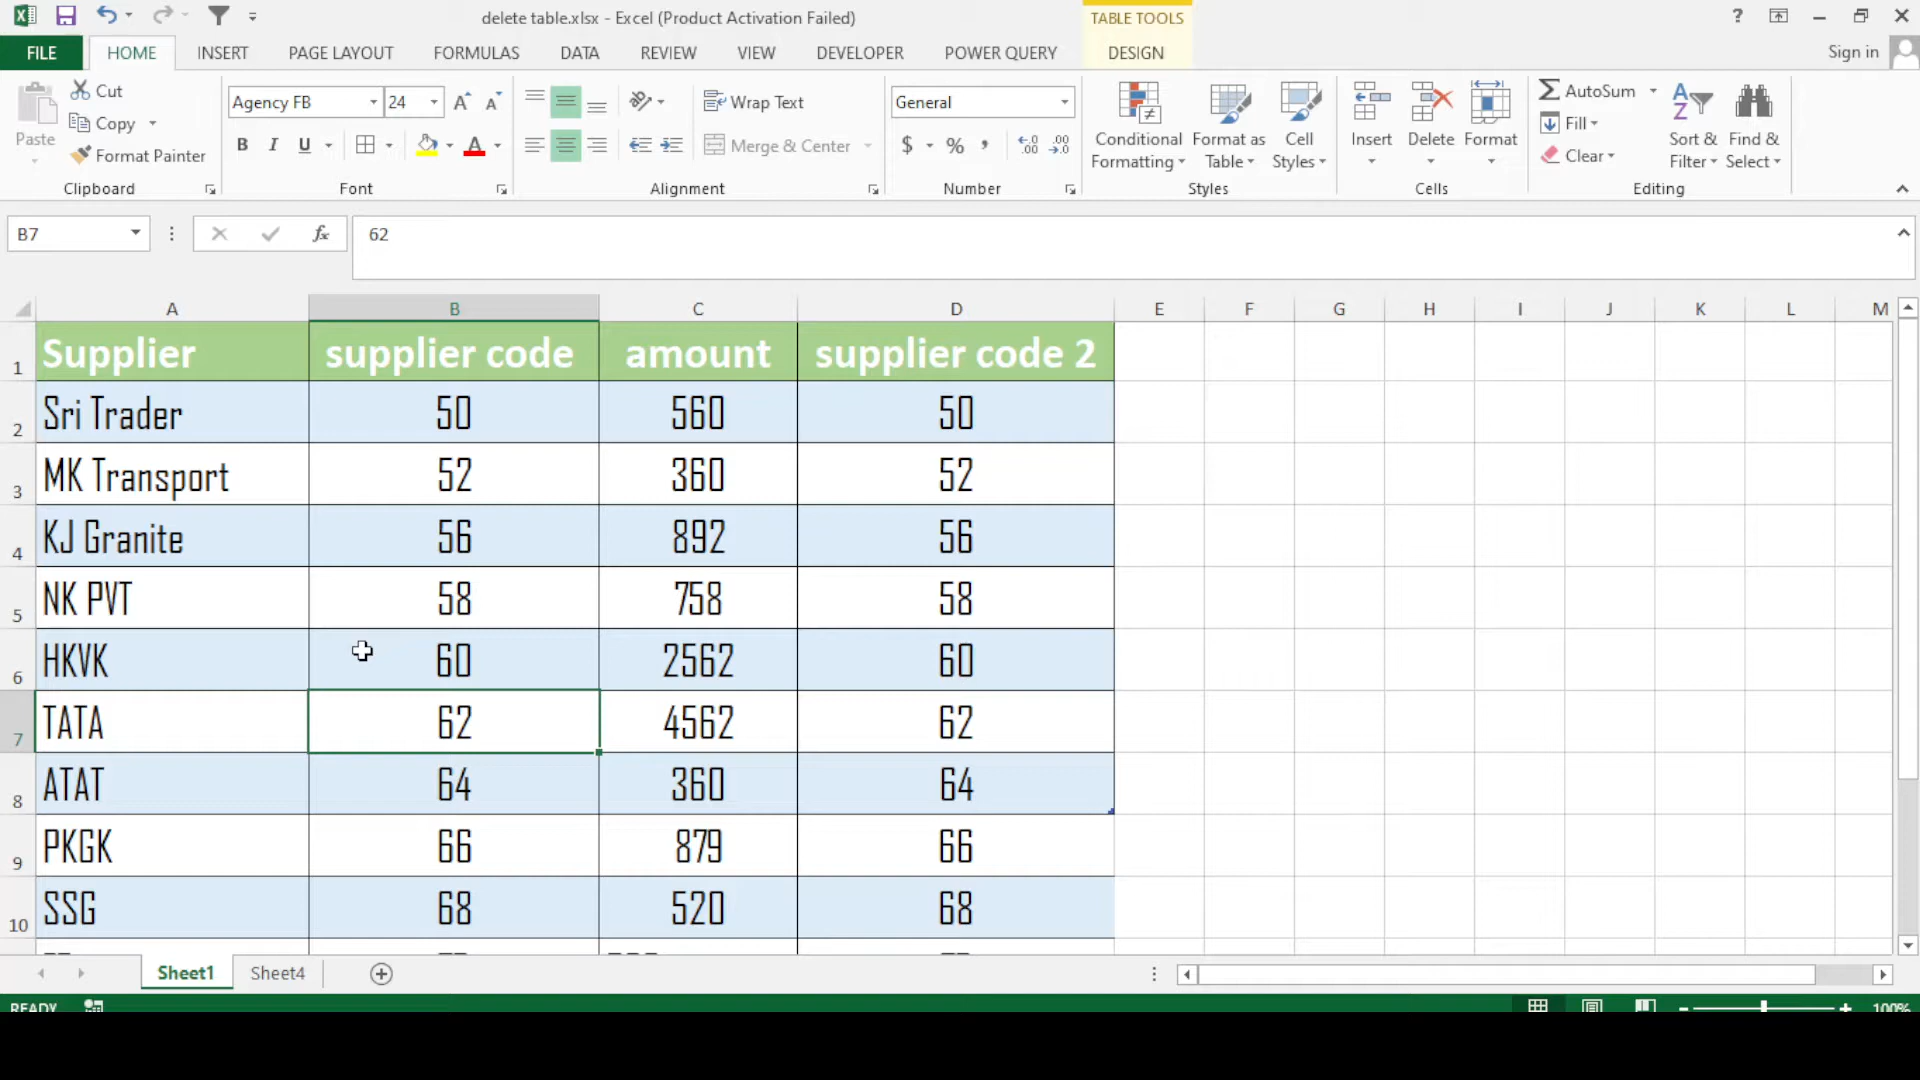 delete table.xlsx - Excel (Product Activation Failed)
TABLE TOOLS
?
FILE HOME INSERT PAGE LAYOUT FORMULAS DATA REVIEW VIEW DEVELOPER POWER QUERY DESIGN Sign in
Paste
Cut
Copy
Format Painter
Clipboard
Agency FB 24
B I U
Font
Wrap Text
Merge & Center
Alignment
General
$ % ,
Number
Conditional Formatting
Format as Table
Cell Styles
Styles
Insert Delete Format
Cells
AutoSum
Fill
Clear
Sort & Filter
Find & Select
Editing
B7 fx 62
A B C D E F G H I J K L M
1 Supplier supplier code amount supplier code 2
2 Sri Trader 50 560 50
3 MK Transport 52 360 52
4 KJ Granite 56 892 56
5 NK PVT 58 758 58
6 HKVK 60 2562 60
7 TATA 62 4562 62
8 ATAT 64 360 64
9 PKGK 66 879 66
10 SSG 68 520 68
Sheet1 Sheet4
READY 100%